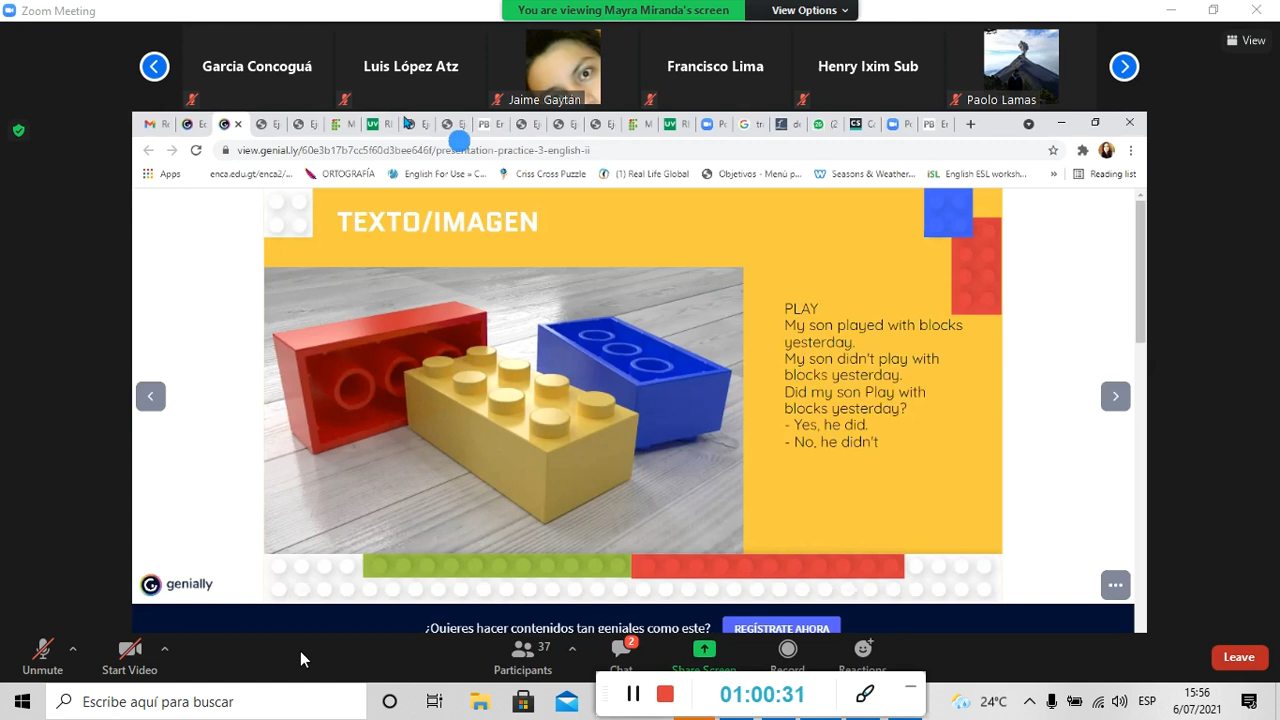 Zoom Meeting
You are viewing Mayra Miranda's screen
View Options
View
Garcia Concoguá
Luis López Atz
Jaime Gaytán
Francisco Lima
Henry Ixim Sub
Paolo Lamas
view.genial.ly/60e3b17b7cc5f60d3bee646f/presentation-practice-3-english-ii
Apps
enca.edu.gt/enca2/...
ORTOGRAFÍA
English For Use » C...
Criss Cross Puzzle
(1) Real Life Global
Objetivos - Menú p...
Seasons & Weather...
English ESL worksh...
»
Reading list
TEXTO/IMAGEN
PLAY
My son played with blocks
yesterday.
My son didn't play with
blocks yesterday.
Did my son Play with
blocks yesterday?
- Yes, he did.
- No, he didn't
genially
¿Quieres hacer contenidos tan geniales como este?
REGÍSTRATE AHORA
Unmute
Start Video
37
Participants
2
Chat
Share Screen
Record
Reactions
Leave
01:00:31
Escribe aquí para buscar
24°C
ESP
15:56
6/07/2021